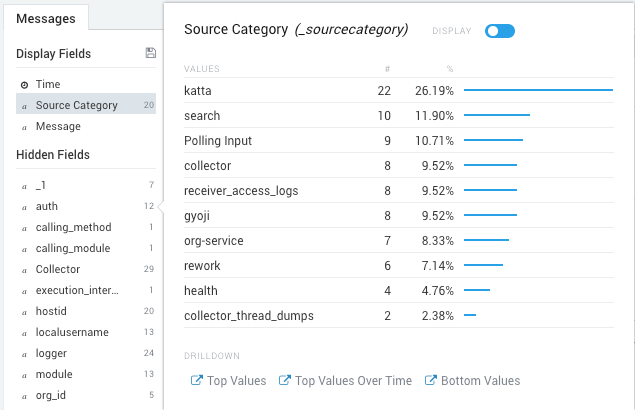 Messages
Display Fields
Time
a Source Category 20
a Message
Hidden Fields
a _1 7
a auth 12
a calling_method 1
a calling_module 1
a Collector 29
a execution_inter... 1
a hostid 20
a localusername 13
a logger 24
a module 13
a org_id 5
Source Category (_sourcecategory) DISPLAY
VALUES # %
katta 22 26.19%
search 10 11.90%
Polling Input 9 10.71%
collector 8 9.52%
receiver_access_logs 8 9.52%
gyoji 8 9.52%
org-service 7 8.33%
rework 6 7.14%
health 4 4.76%
collector_thread_dumps 2 2.38%
DRILLDOWN
Top Values Top Values Over Time Bottom Values